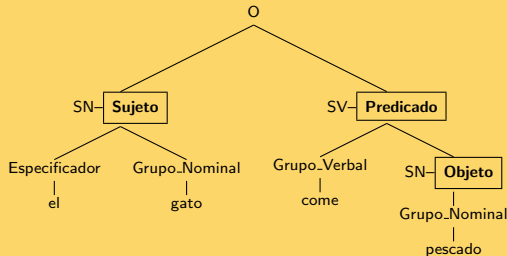 O
SN Sujeto SV Predicado
Especificador Grupo_Nominal Grupo_Verbal SN Objeto
el gato come Grupo_Nominal
pescado